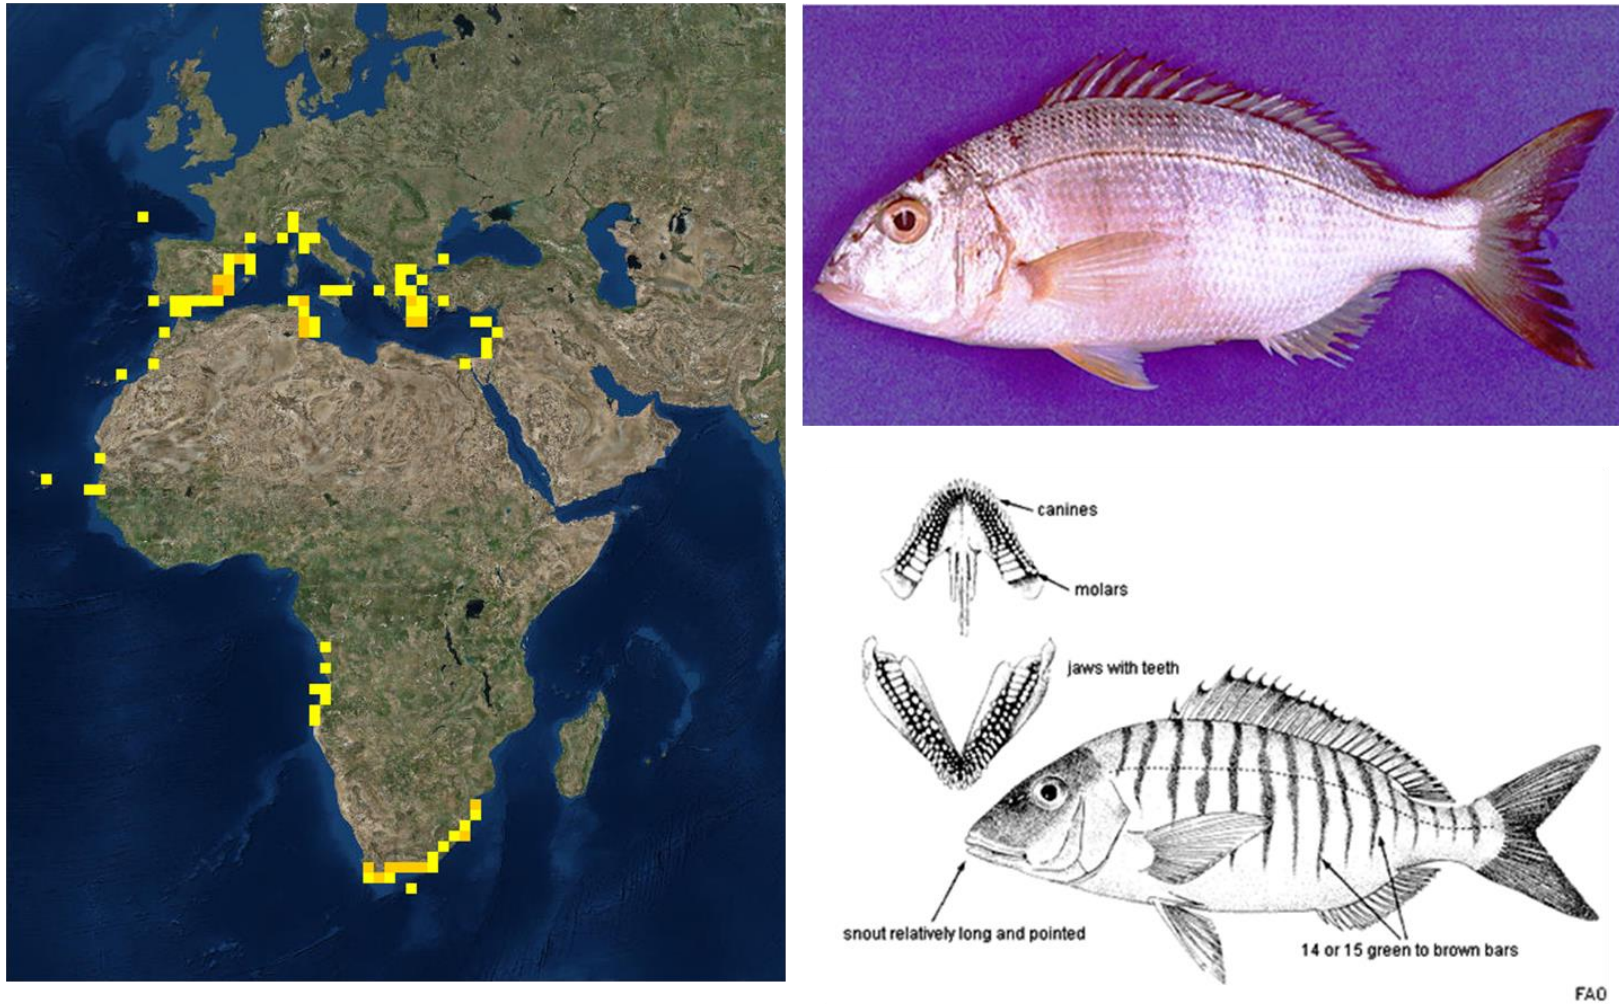 canines
molars
jaws with teeth
snout relatively long and pointed
14 or 15 green to brown bars
FAO